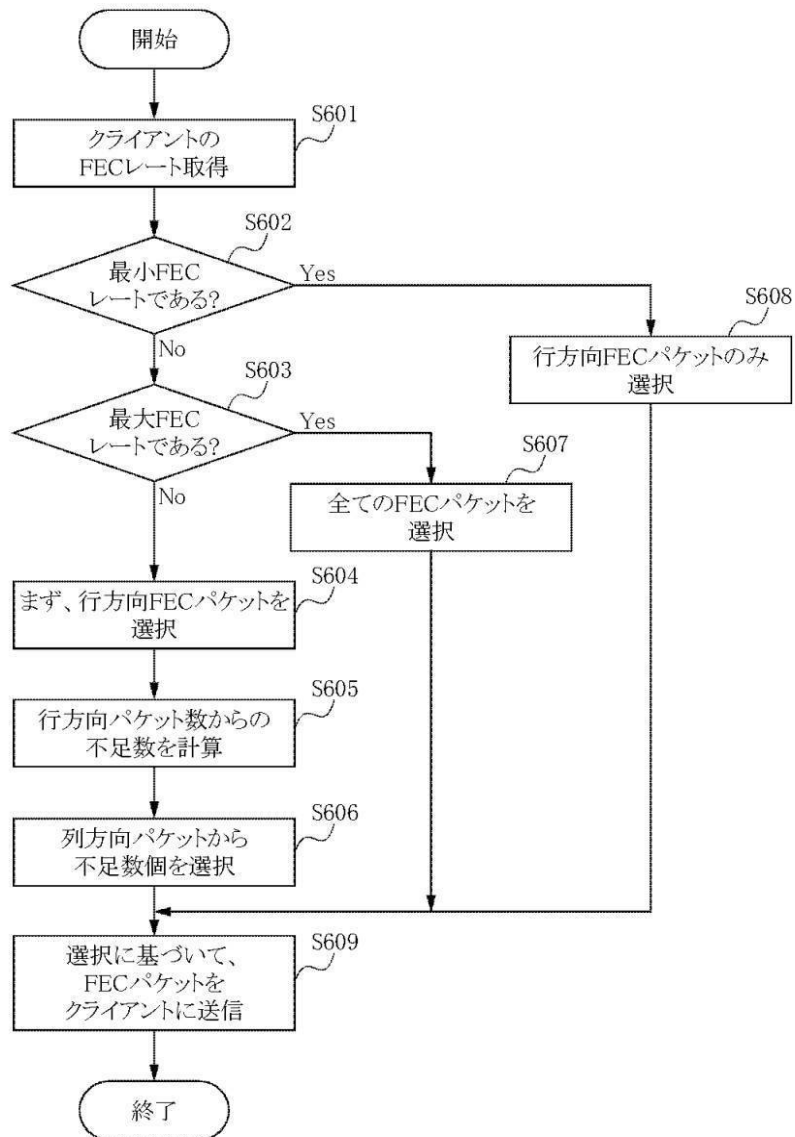 開始
S601
クライアントの
FECレート取得
S602
最小FEC
レートである?
Yes
No
S608
行方向FECパケットのみ
選択
S603
最大FEC
レートである?
Yes
No
S607
全てのFECパケットを
選択
S604
まず、行方向FECパケットを
選択
S605
行方向パケット数からの
不足数を計算
S606
列方向パケットから
不足数個を選択
S609
選択に基づいて、
FECパケットを
クライアントに送信
終了